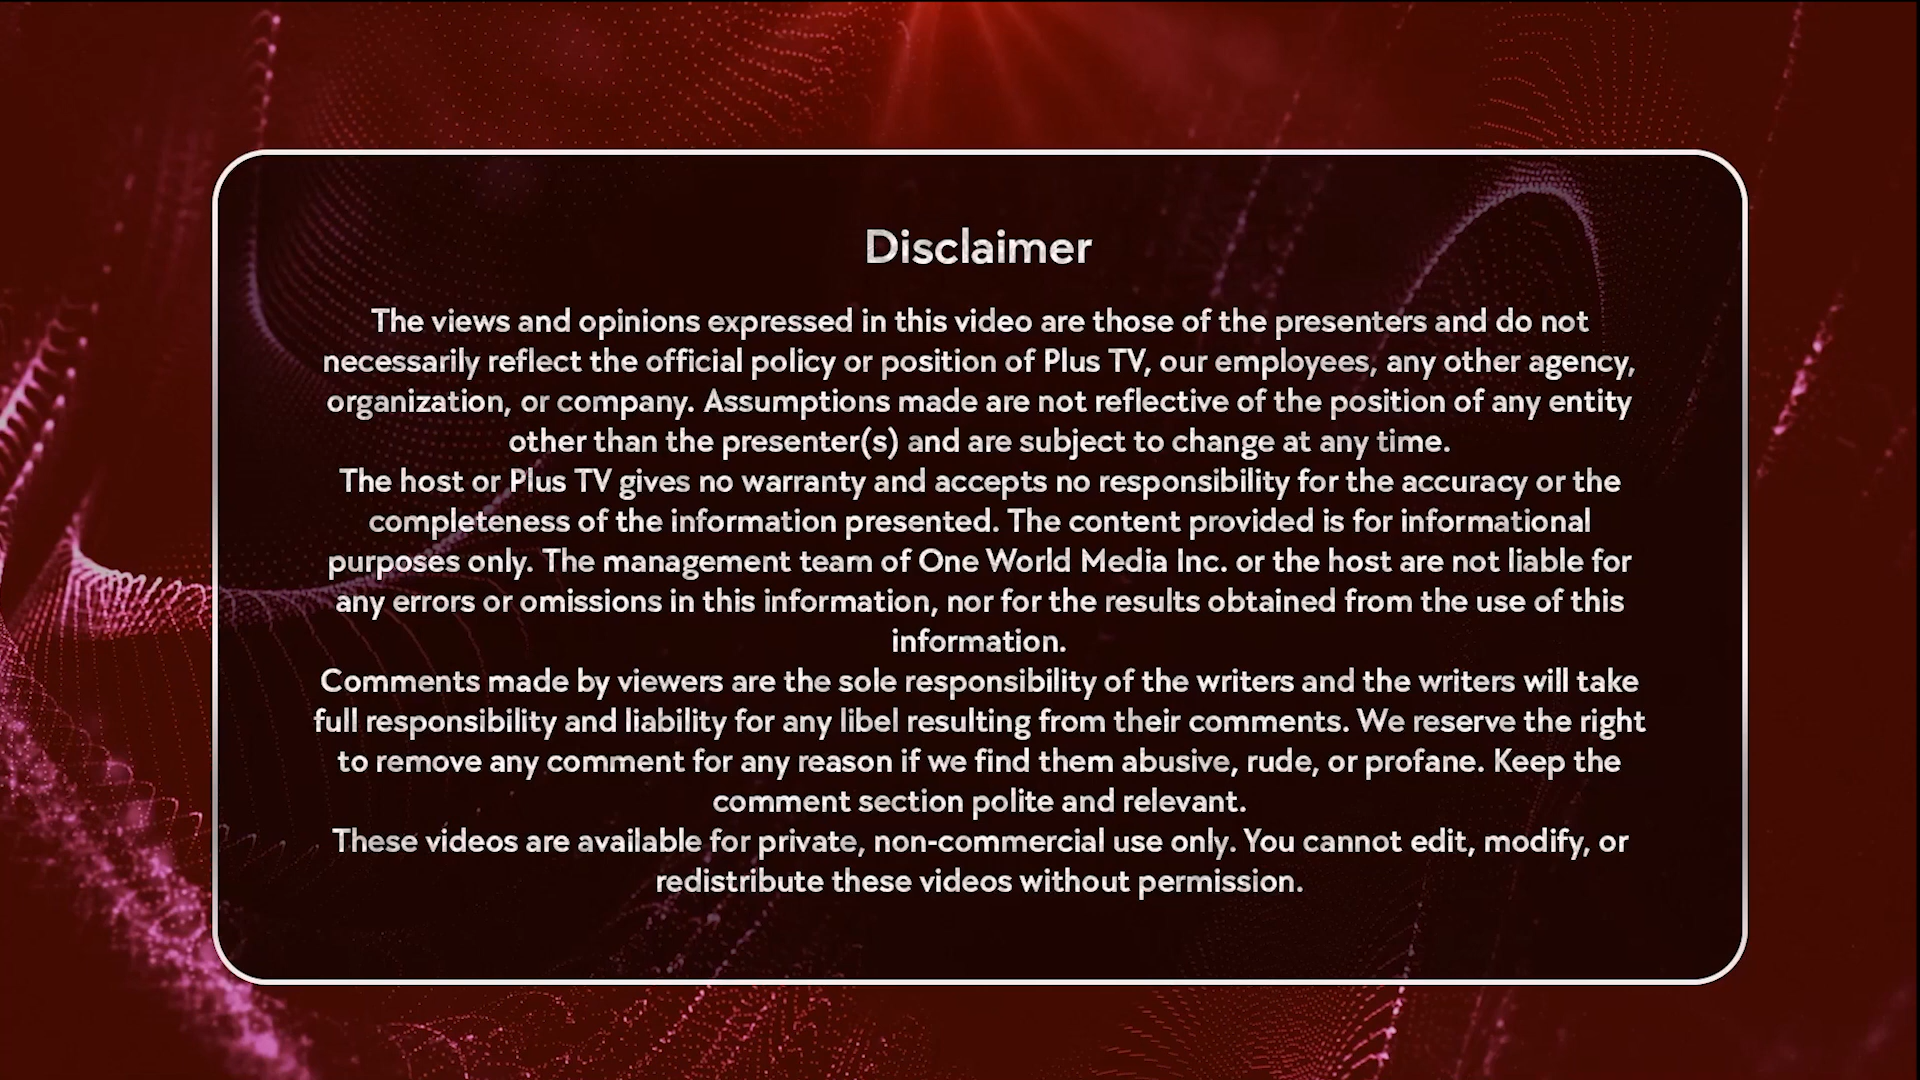 Disclaimer
The views and opinions expressed in this video are those of the presenters and do not
necessarily reflect the official policy or position of Plus TV, our employees, any other agency,
organization, or company. Assumptions made are not reflective of the position of any entity
other than the presenter(s) and are subject to change at any time.
The host or Plus TV gives no warranty and accepts no responsibility for the accuracy or the
completeness of the information presented. The content provided is for informational
purposes only. The management team of One World Media Inc. or the host are not liable for
any errors or omissions in this information, nor for the results obtained from the use of this
information.
Comments made by viewers are the sole responsibility of the writers and the writers will take
full responsibility and liability for any libel resulting from their comments. We reserve the right
to remove any comment for any reason if we find them abusive, rude, or profane. Keep the
comment section polite and relevant.
These videos are available for private, non-commercial use only. You cannot edit, modify, or
redistribute these videos without permission.